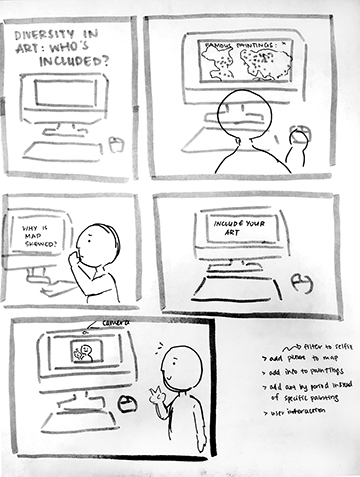 DIVERSITY IN
ART: WHO'S
INCLUDED?
FAMOUS PAINTINGS:
WHY IS
MAP
SKEWED?
INCLUDE YOUR
ART
camera
filter to selfie
> add pieces to map
> add info to paintings
> add art by period instead
of specific painting
> user interaction